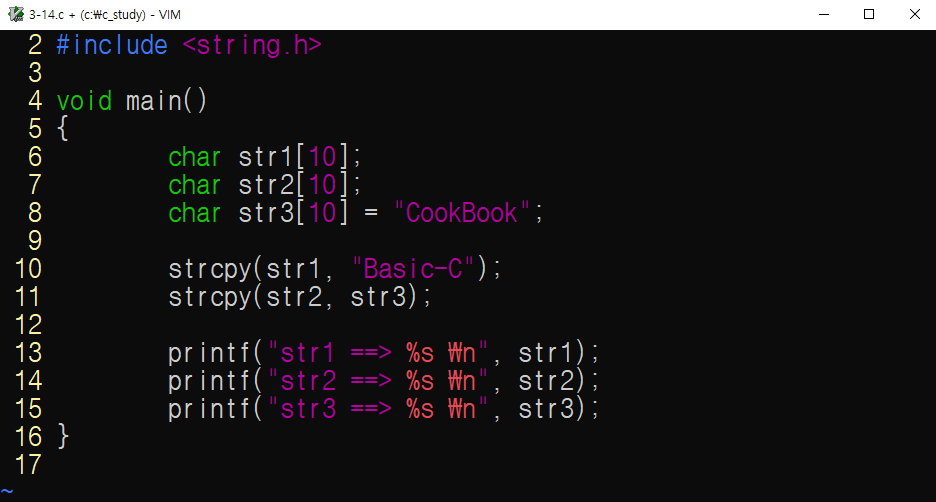 3-14.c + (c:₩c_study) - VIM
2 #include <string.h>
3
4 void main()
5 {
6 char str1[10];
7 char str2[10];
8 char str3[10] = "CookBook";
9
10 strcpy(str1, "Basic-C");
11 strcpy(str2, str3);
12
13 printf("str1 ==> %s ₩n", str1);
14 printf("str2 ==> %s ₩n", str2);
15 printf("str3 ==> %s ₩n", str3);
16 }
17
~